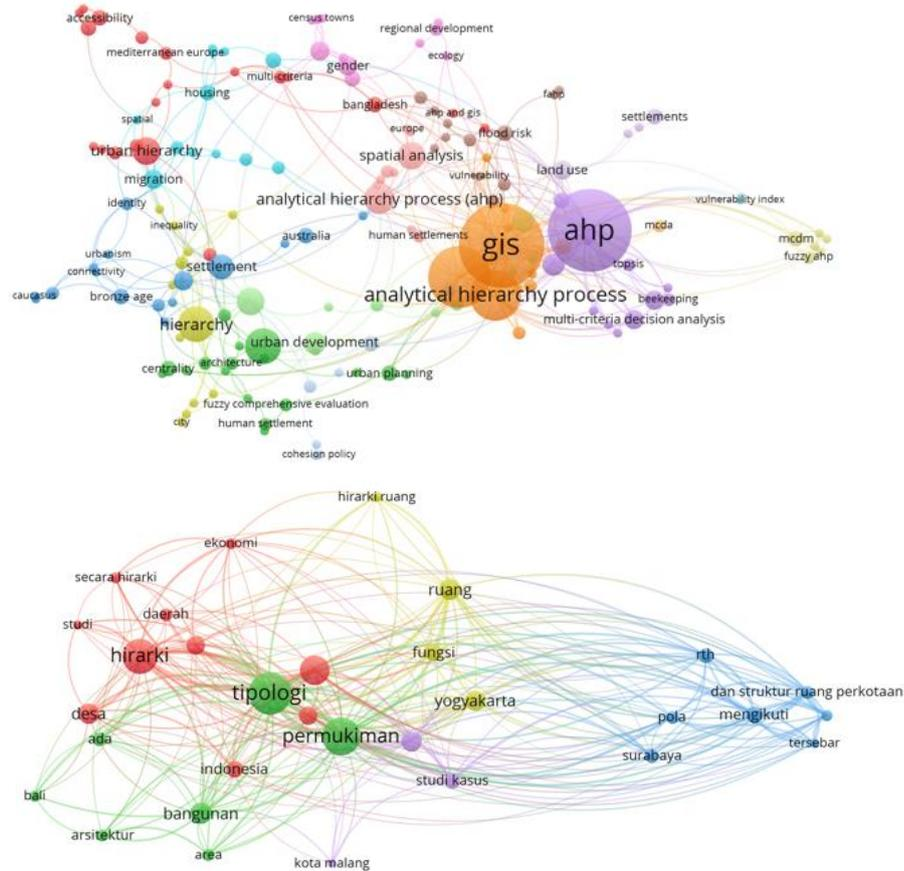 accessibility
census towns
regional development
mediterranean europe
ecology
gender
multi-criteria
housing
fahp
bangladesh
ahp and gis
settlements
spatial
europe
flood risk
urban hierarchy
spatial analysis
land use
vulnerability
migration
analytical hierarchy process (ahp)
vulnerability index
identity
inequality
australia
human settlements
gis
ahp
mcda
mcdm
urbanism
fuzzy ahp
connectivity
settlement
topsis
caucasus
bronze age
analytical hierarchy process
beekeeping
hierarchy
multi-criteria decision analysis
urban development
centrality
architecture
urban planning
fuzzy comprehensive evaluation
city
human settlement
cohesion policy
hirarki ruang
ekonomi
secara hirarki
ruang
studi
daerah
hirarki
fungsi
rth
tipologi
dan struktur ruang perkotaan
yogyakarta
desa
pola
mengikuti
ada
permukiman
tersebar
indonesia
surabaya
studi kasus
bali
bangunan
arsitektur
area
kota malang